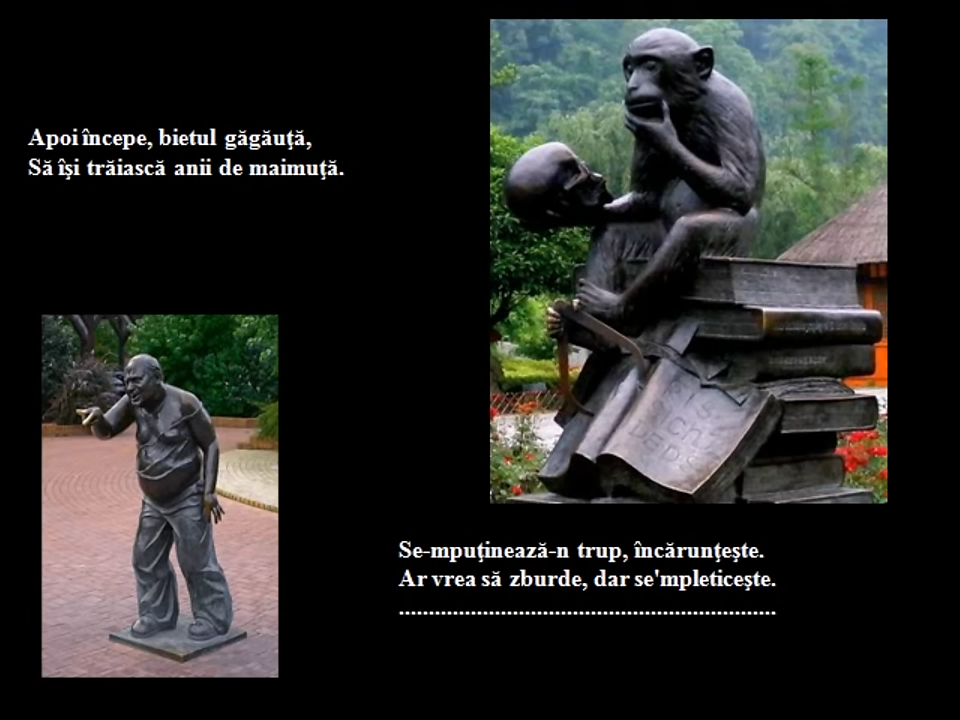 Apoi începe, bietul găgăuţă,
Să îşi trăiască anii de maimuţă.
Se-mpuţinează-n trup, încărunţeşte.
Ar vrea să zburde, dar se'mpleticeşte.
...............................................................